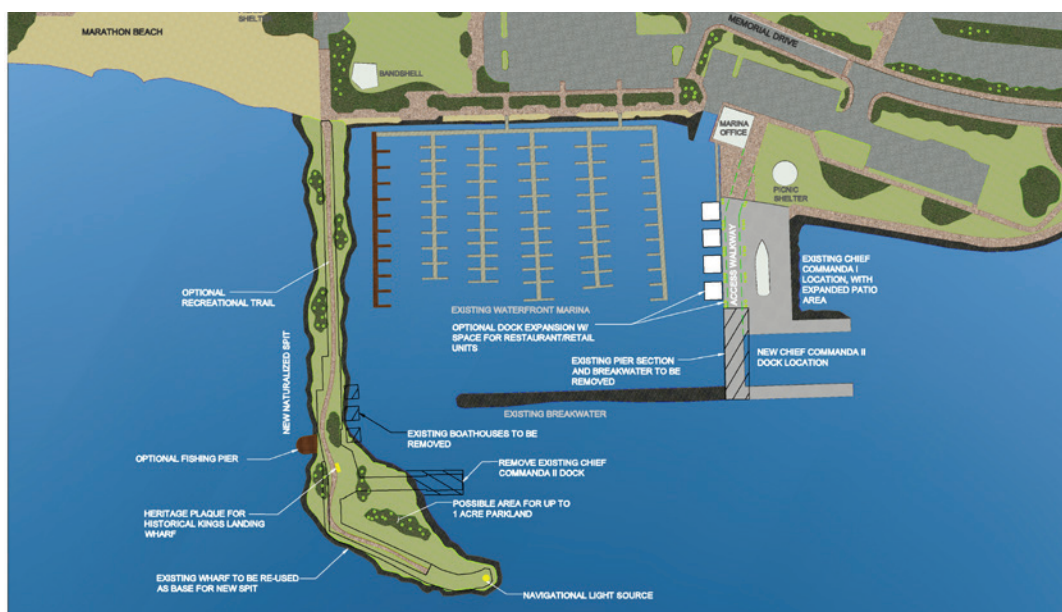 SHELTER
MARATHON BEACH
BANDSHELL
MEMORIAL DRIVE
MARINA
OFFICE
PICNIC
SHELTER
ACCESS WALKWAY
EXISTING CHIEF
COMMANDA I
LOCATION, WITH
EXPANDED PATIO
AREA
OPTIONAL
RECREATIONAL TRAIL
EXISTING WATERFRONT MARINA
OPTIONAL DOCK EXPANSION W/
SPACE FOR RESTAURANT/RETAIL
UNITS
EXISTING PIER SECTION
AND BREAKWATER TO BE
REMOVED
NEW CHIEF COMMANDA II
DOCK LOCATION
NEW NATURALIZED SPIT
EXISTING BREAKWATER
EXISTING BOATHOUSES TO BE
REMOVED
OPTIONAL FISHING PIER
REMOVE EXISTING CHIEF
COMMANDA II DOCK
HERITAGE PLAQUE FOR
HISTORICAL KINGS LANDING
WHARF
POSSIBLE AREA FOR UP TO
1 ACRE PARKLAND
EXISTING WHARF TO BE RE-USED
AS BASE FOR NEW SPIT
NAVIGATIONAL LIGHT SOURCE